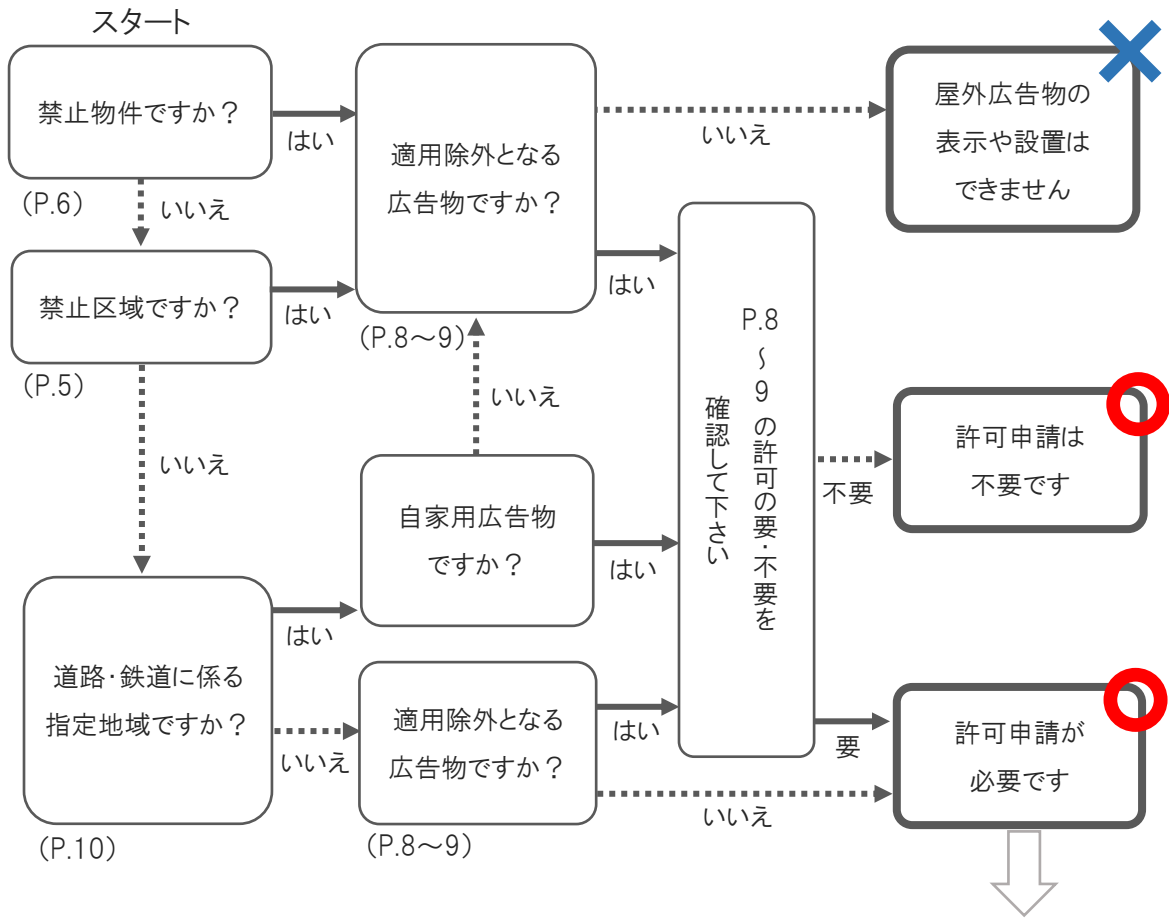 スタート
禁止物件ですか？
はい
(P.6)
いいえ
禁止区域ですか？
はい
(P.5)
いいえ
適用除外となる
広告物ですか？
(P.8～9)
いいえ
はい
屋外広告物の
表示や設置は
できません
いいえ
自家用広告物
ですか？
はい
道路・鉄道に係る
指定地域ですか？
(P.10)
はい
いいえ
適用除外となる
広告物ですか？
(P.8～9)
はい
いいえ
P.8～9の許可の要・不要を
確認して下さい
不要
要
許可申請は
不要です
許可申請が
必要です